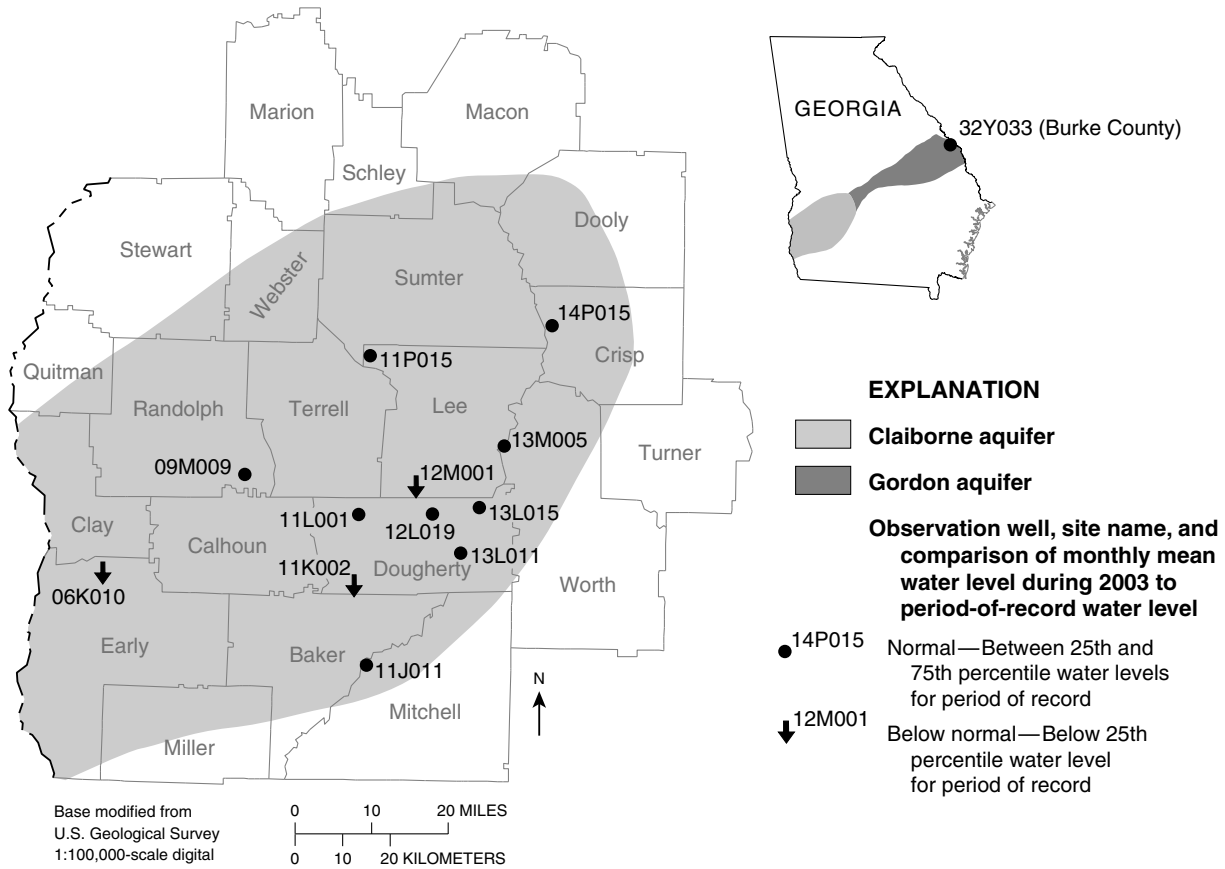 Marion
Macon
Schley
Dooly
Stewart
Webster
Sumter
14P015
11P015
Crisp
Quitman
Randolph
Terrell
Lee
13M005
Turner
09M009
12M001
11L001
12L019
13L015
Clay
Calhoun
13L011
11K002
Dougherty
06K010
Worth
Early
Baker
11J011
Mitchell
Miller
N
Base modified from
U.S. Geological Survey
1:100,000-scale digital
0 10 20 MILES
0 10 20 KILOMETERS
GEORGIA
32Y033 (Burke County)
EXPLANATION
Claiborne aquifer
Gordon aquifer
Observation well, site name, and
comparison of monthly mean
water level during 2003 to
period-of-record water level
14P015
Normal—Between 25th and
75th percentile water levels
for period of record
12M001
Below normal—Below 25th
percentile water level
for period of record